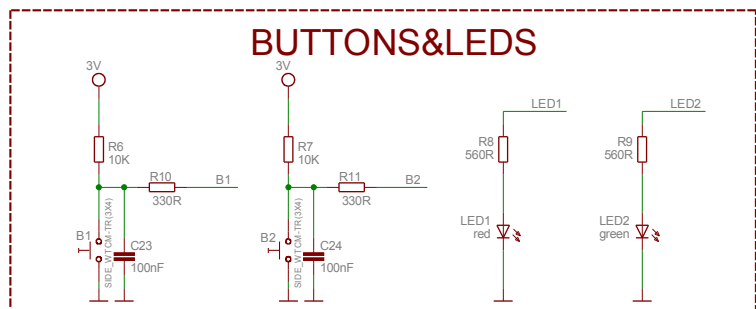 BUTTONS&LEDS
3V
3V
LED1
LED2
R6
10K
R7
10K
R8
560R
R9
560R
R10
330R
B1
R11
330R
B2
B1
SIDE_WTCM-TR(3X4)
C23
100nF
B2
SIDE_WTCM-TR(3X4)
C24
100nF
LED1
red
LED2
green